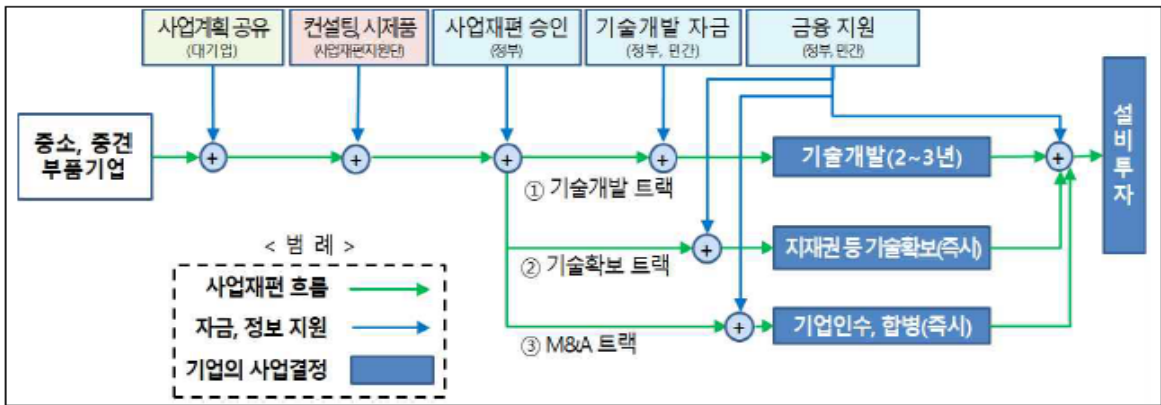 사업계획 공유
(대기업)
컨설팅, 시제품
(사업재편지원단)
사업재편 승인
(정부)
기술개발 자금
(정부, 민간)
금융 지원
(정부, 민간)
중소, 중견
부품기업
+
+
+
+
기술개발(2~3년)
+
설비투자
① 기술개발 트랙
+
지재권 등 기술확보(즉시)
② 기술확보 트랙
+
기업인수, 합병(즉시)
③ M&A 트랙
< 범 례 >
사업재편 흐름
자금, 정보 지원
기업의 사업결정